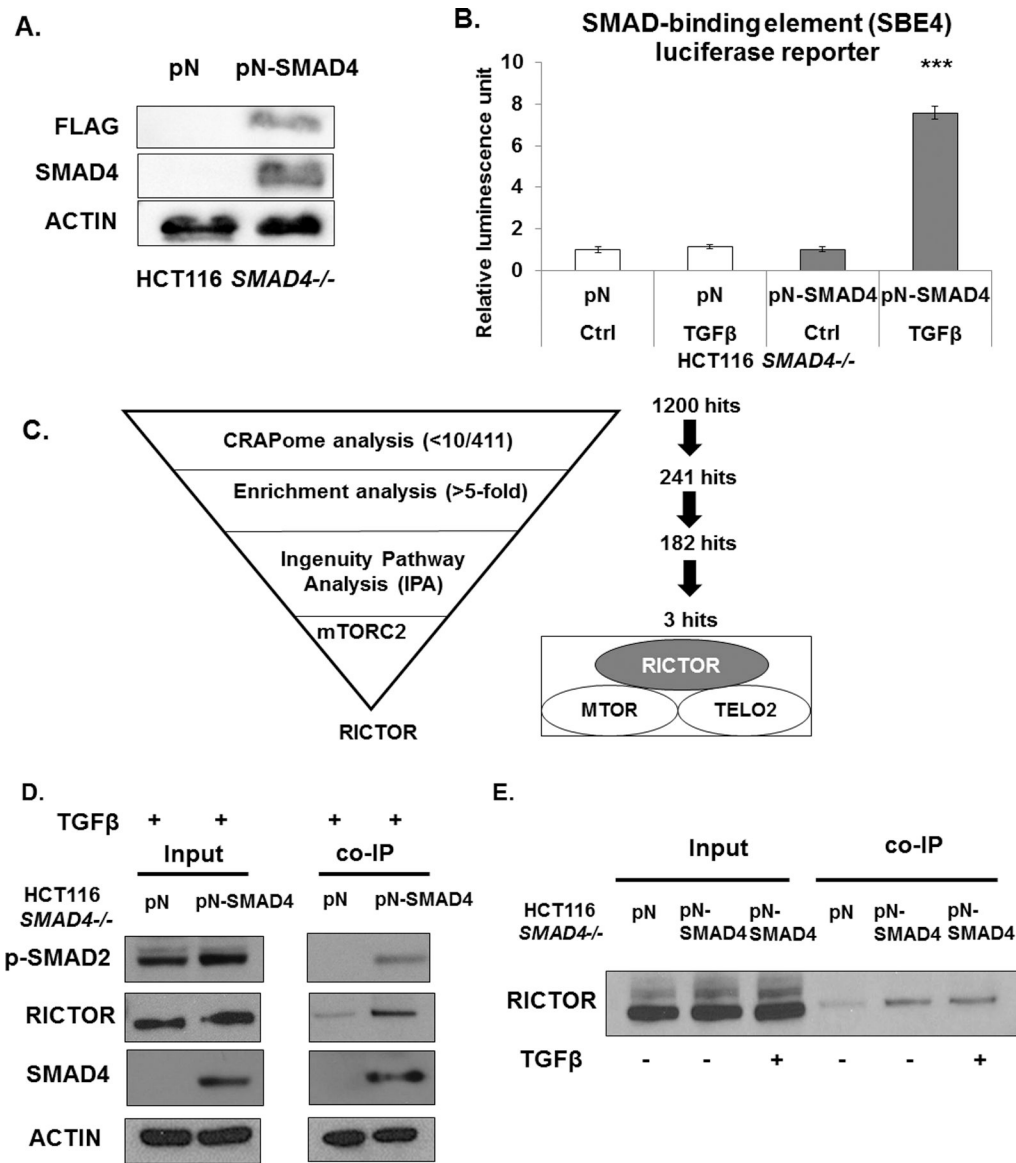 A.
pN pN-SMAD4
FLAG
SMAD4
ACTIN
HCT116 SMAD4-/-
B.
SMAD-binding element (SBE4)
luciferase reporter
Relative luminescence unit
10
8
6
4
2
0
***
pN pN pN-SMAD4 pN-SMAD4
Ctrl TGFβ Ctrl TGFβ
HCT116 SMAD4-/-
C.
CRAPome analysis (<10/411)
Enrichment analysis (>5-fold)
Ingenuity Pathway
Analysis (IPA)
mTORC2
RICTOR
1200 hits
241 hits
182 hits
3 hits
RICTOR
MTOR TELO2
D.
TGFβ + + + +
Input co-IP
HCT116
SMAD4-/-
pN pN-SMAD4 pN pN-SMAD4
p-SMAD2
RICTOR
SMAD4
ACTIN
E.
Input co-IP
HCT116
SMAD4-/-
pN pN-SMAD4 pN-SMAD4 pN pN-SMAD4 pN-SMAD4
RICTOR
TGFβ - - + - - +